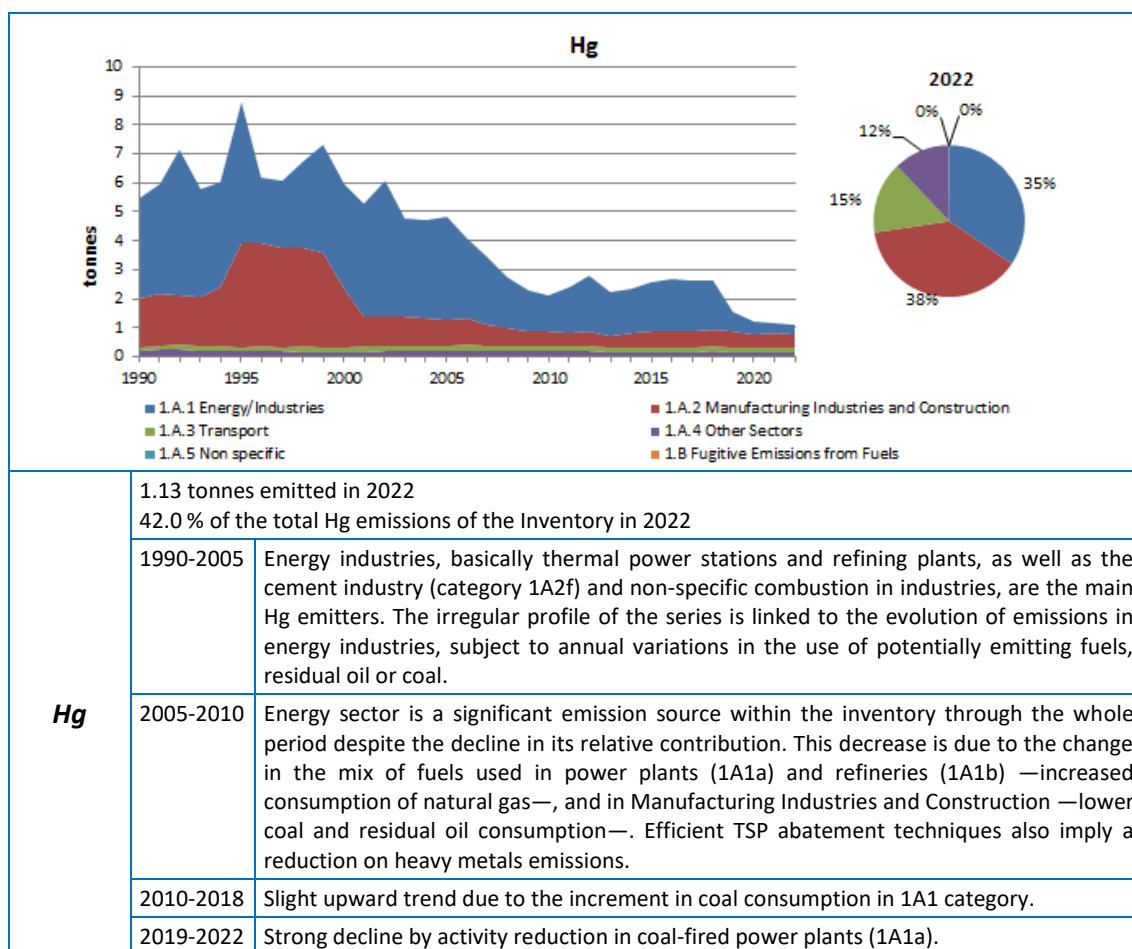 Hg
10
9
8
7
6
5
4
3
2
1
0
tonnes
1990
1995
2000
2005
2010
2015
2020
2022
0%
0%
12%
35%
15%
38%
1.A.1 Energy/Industries
1.A.2 Manufacturing Industries and Construction
1.A.3 Transport
1.A.4 Other Sectors
1.A.5 Non specific
1.B Fugitive Emissions from Fuels
Hg
1.13 tonnes emitted in 2022
42.0 % of the total Hg emissions of the Inventory in 2022
1990-2005
Energy industries, basically thermal power stations and refining plants, as well as the
cement industry (category 1A2f) and non-specific combustion in industries, are the main
Hg emitters. The irregular profile of the series is linked to the evolution of emissions in
energy industries, subject to annual variations in the use of potentially emitting fuels,
residual oil or coal.
2005-2010
Energy sector is a significant emission source within the inventory through the whole
period despite the decline in its relative contribution. This decrease is due to the change
in the mix of fuels used in power plants (1A1a) and refineries (1A1b) —increased
consumption of natural gas—, and in Manufacturing Industries and Construction —lower
coal and residual oil consumption—. Efficient TSP abatement techniques also imply a
reduction on heavy metals emissions.
2010-2018
Slight upward trend due to the increment in coal consumption in 1A1 category.
2019-2022
Strong decline by activity reduction in coal-fired power plants (1A1a).